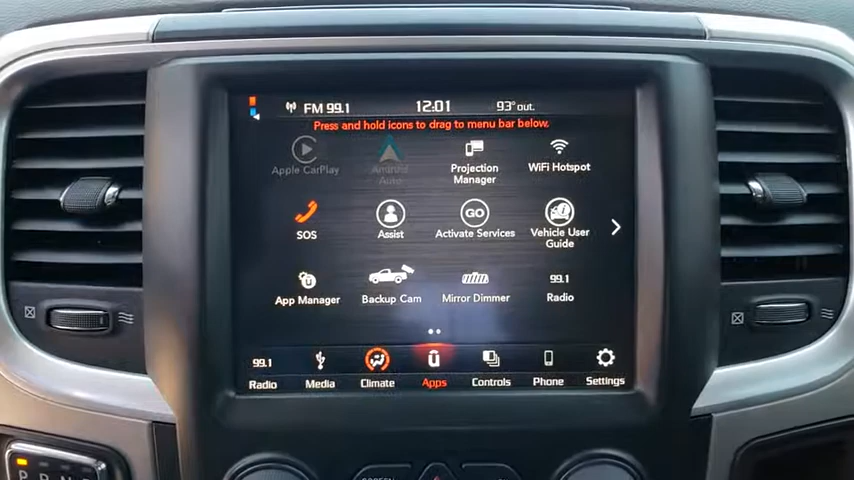 FM 99.1 12:01 93° out.
Press and hold icons to drag to menu bar below.
Apple CarPlay
Android Auto
Projection Manager
WiFi Hotspot
SOS
Assist
GO
Activate Services
Vehicle User Guide
App Manager
Backup Cam
Mirror Dimmer
99.1
Radio
99.1
Radio
Media
Climate
Apps
Controls
Phone
Settings
P R N
SCREEN